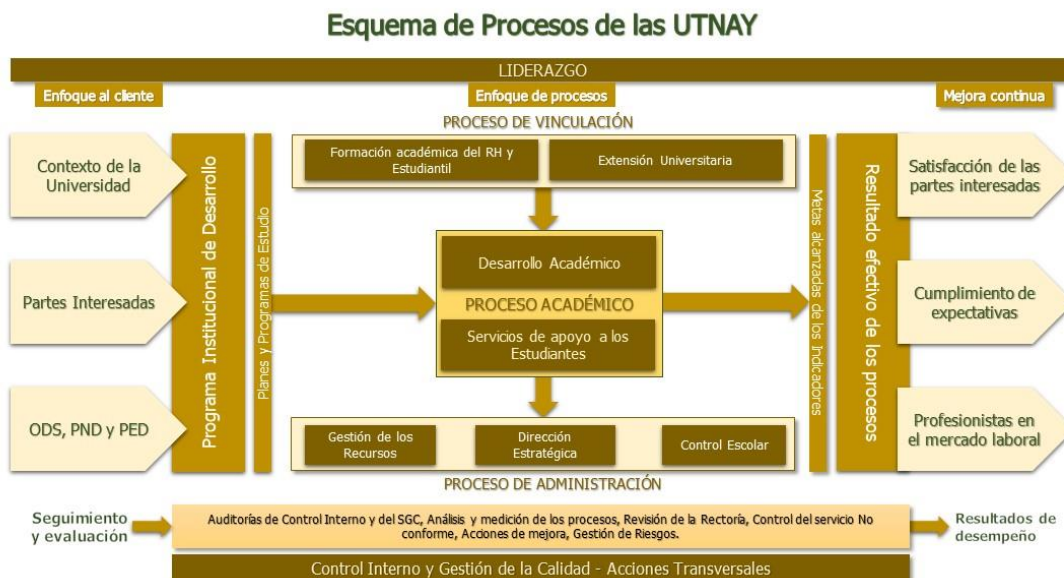 Esquema de Procesos de las UTNAY
LIDERAZGO
Enfoque al cliente
Enfoque de procesos
Mejora continua
PROCESO DE VINCULACIÓN
Contexto de la
Universidad
Partes Interesadas
ODS, PND y PED
Programa Institucional de Desarrollo
Planes y Programas de Estudio
Formación académica del RH y
Estudiantil
Extensión Universitaria
Desarrollo Académico
PROCESO ACADÉMICO
Servicios de apoyo a los
Estudiantes
Gestión de los
Recursos
Dirección
Estratégica
Control Escolar
PROCESO DE ADMINISTRACIÓN
Metas alcanzadas de los Indicadores
Resultado efectivo de los procesos
Satisfacción de las
partes interesadas
Cumplimiento de
expectativas
Profesionistas en
el mercado laboral
Seguimiento
y evaluación
Auditorías de Control Interno y del SGC, Análisis y medición de los procesos, Revisión de la Rectoría, Control del servicio No
conforme, Acciones de mejora, Gestión de Riesgos.
Resultados de
desempeño
Control Interno y Gestión de la Calidad - Acciones Transversales